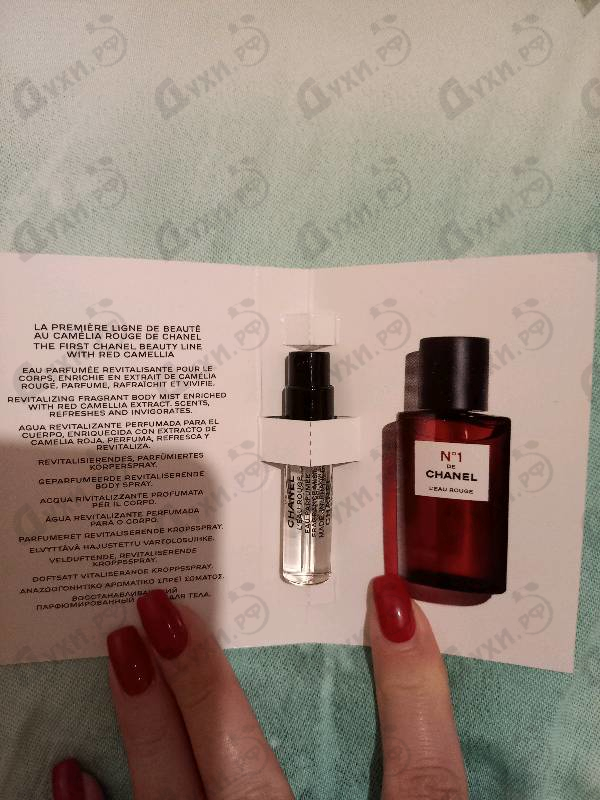 LA PREMIÈRE LIGNE DE BEAUTÉ
AU CAMÉLIA ROUGE DE CHANEL
THE FIRST CHANEL BEAUTY LINE
WITH RED CAMELLIA
EAU PARFUMÉE REVITALISANTE POUR LE
CORPS, ENRICHIE EN EXTRAIT DE CAMÉLIA
ROUGE. PARFUME, RAFRAÎCHIT ET VIVIFIE.
REVITALIZING FRAGRANT BODY MIST ENRICHED
WITH RED CAMELLIA EXTRACT. SCENTS,
REFRESHES AND INVIGORATES.
AGUA REVITALIZANTE PERFUMADA PARA EL
CUERPO, ENRIQUECIDA CON EXTRACTO DE
CAMELIA ROJA, PERFUMA, REFRESCA Y
REVITALIZA.
REVITALISIERENDES, PARFÜMIERTES
KÖRPERSPRAY.
GEPARFUMEERDE REVITALISERENDE
BODY SPRAY.
ACQUA RIVITALIZZANTE PROFUMATA
PER IL CORPO.
ÁGUA REVITALIZANTE PERFUMADA
PARA O CORPO.
PARFUMERET REVITALISERENDE KROPSSPRAY.
ELVYTTÄVÄ HAJUSTETTU VARTALOSUIHKE.
VELDUFTENDE, REVITALISERENDE
KROPPSSPRAY.
DOFTSATT VITALISERANDE KROPPSSPRAY.
ΑΝΑΖΩΟΓΟΝΗΤΙΚΟ ΑΡΩΜΑΤΙΚΟ ΣΠΡΕΪ ΣΩΜΑΤΟΣ.
ВОССТАНАВЛИВАЮЩИЙ
ПАРФЮМИРОВАННЫЙ ДЛЯ ТЕЛА.
CHANEL
L'EAU ROUGE
N°1
DE
CHANEL
L'EAU ROUGE
Духи.РФ